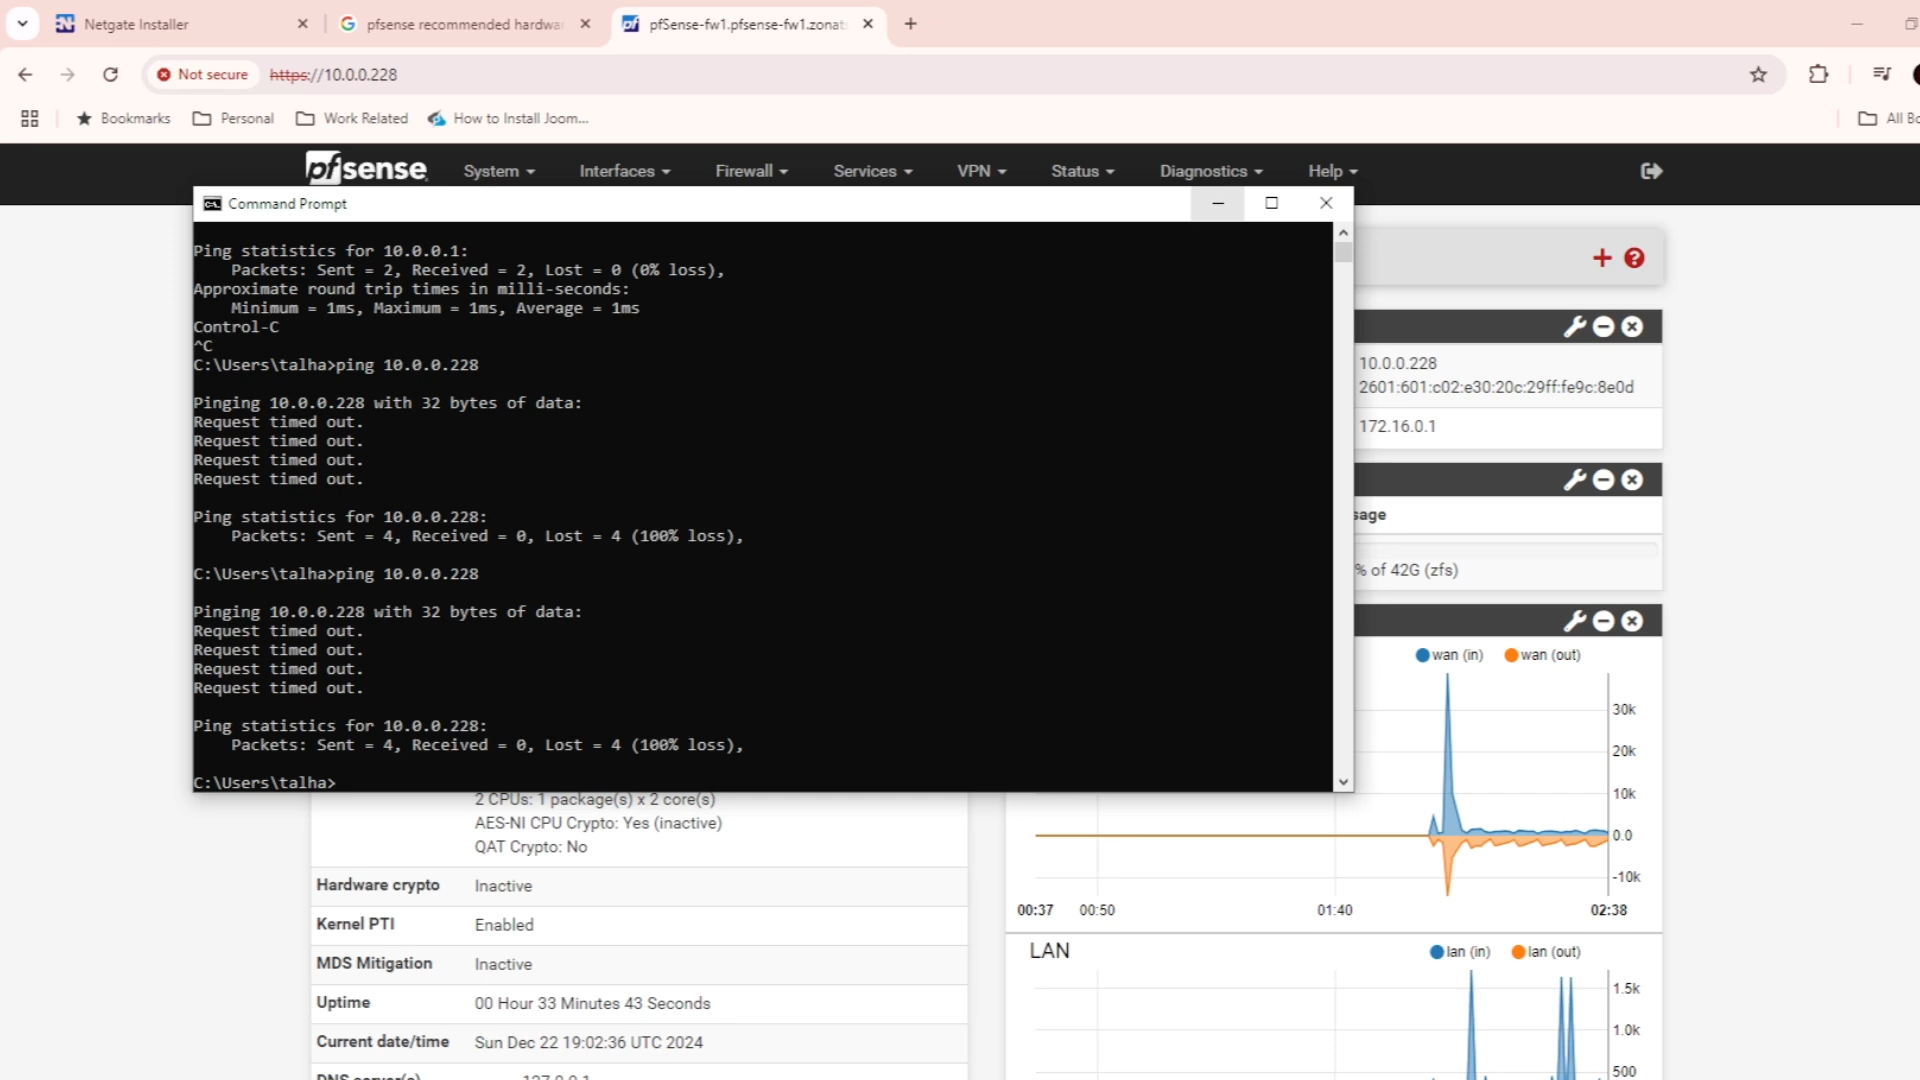 Netgate Installer
pfsense recommended hardwa
pfSense-fw1.pfsense-fw1.zonat
Not secure
https://10.0.0.228
Bookmarks
Personal
Work Related
How to Install Joom...
All Bo
pfsense
System
Interfaces
Firewall
Services
VPN
Status
Diagnostics
Help
Command Prompt
Ping statistics for 10.0.0.1:
Packets: Sent = 2, Received = 2, Lost = 0 (0% loss),
Approximate round trip times in milli-seconds:
Minimum = 1ms, Maximum = 1ms, Average = 1ms
Control-C
^C
C:\Users\talha>ping 10.0.0.228
Pinging 10.0.0.228 with 32 bytes of data:
Request timed out.
Request timed out.
Request timed out.
Request timed out.
Ping statistics for 10.0.0.228:
Packets: Sent = 4, Received = 0, Lost = 4 (100% loss),
C:\Users\talha>ping 10.0.0.228
Pinging 10.0.0.228 with 32 bytes of data:
Request timed out.
Request timed out.
Request timed out.
Request timed out.
Ping statistics for 10.0.0.228:
Packets: Sent = 4, Received = 0, Lost = 4 (100% loss),
C:\Users\talha>
2 CPUs: 1 package(s) x 2 core(s)
AES-NI CPU Crypto: Yes (inactive)
QAT Crypto: No
Hardware crypto Inactive
Kernel PTI Enabled
MDS Mitigation Inactive
Uptime 00 Hour 33 Minutes 43 Seconds
Current date/time Sun Dec 22 19:02:36 UTC 2024
DNS server(s) 127.0.0.1
10.0.0.228
2601:601:c02:e30:20c:29ff:fe9c:8e0d
172.16.0.1
sage
% of 42G (zfs)
wan (in) wan (out)
30k
20k
10k
0.0
-10k
00:37 00:50 01:40 02:38
LAN
lan (in) lan (out)
1.5k
1.0k
500